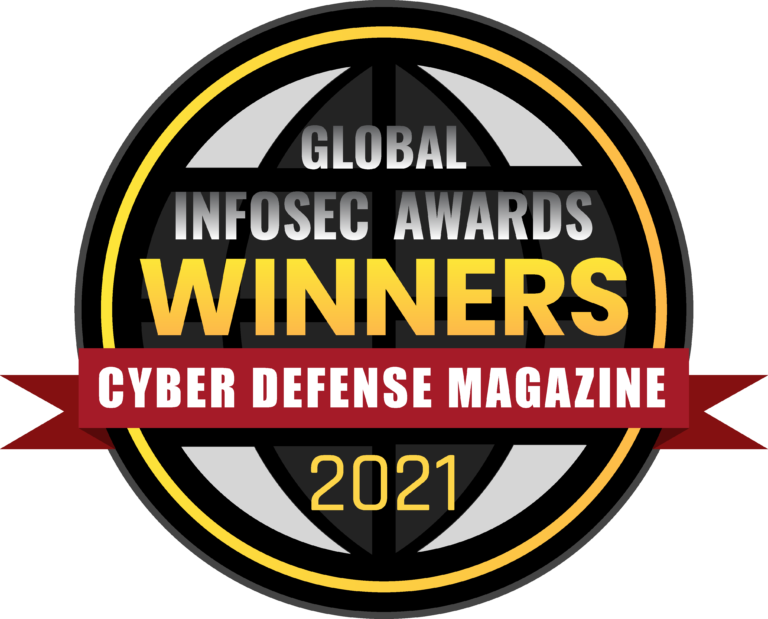 GLOBAL
INFOSEC AWARDS
WINNERS
CYBER DEFENSE MAGAZINE
2021